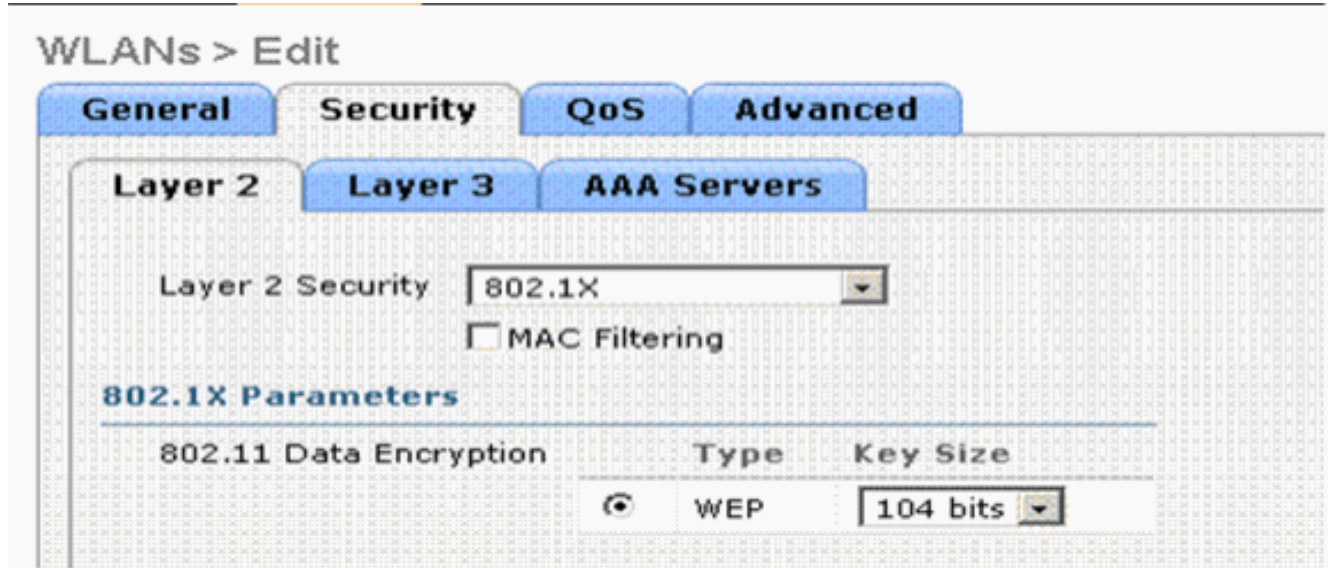 WLANs > Edit
General Security QoS Advanced
Layer 2 Layer 3 AAA Servers
Layer 2 Security 802.1X
MAC Filtering
802.1X Parameters
802.11 Data Encryption Type Key Size
WEP 104 bits